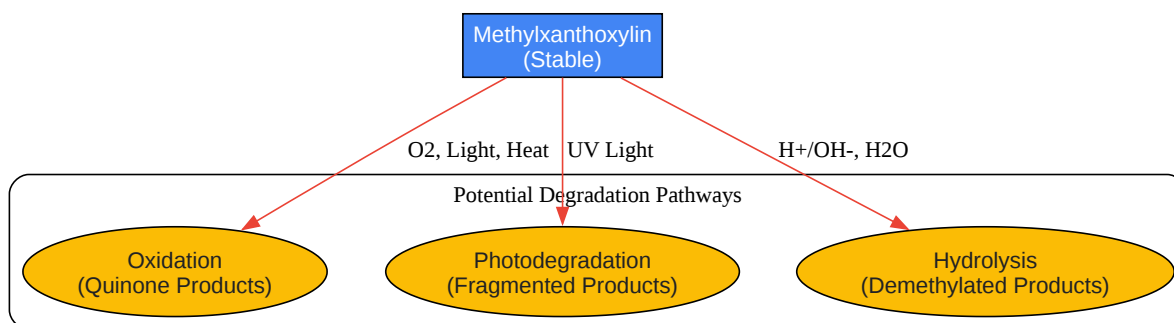 Methylxanthoxylin
(Stable)
O2, Light, Heat
UV Light
H+/OH-, H2O
Potential Degradation Pathways
Oxidation
(Quinone Products)
Photodegradation
(Fragmented Products)
Hydrolysis
(Demethylated Products)